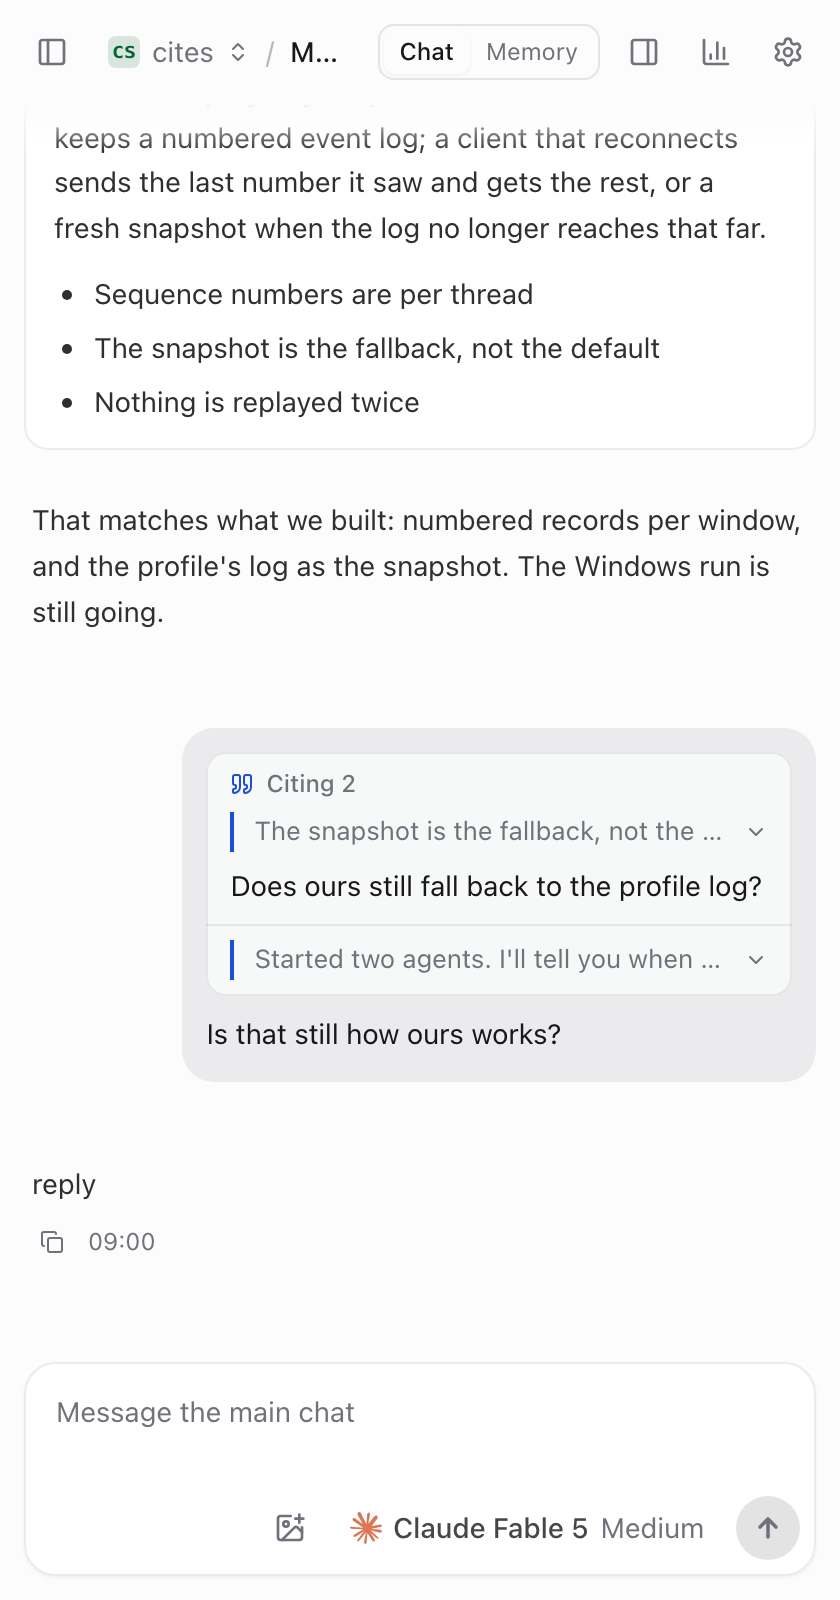 CS cites / M... Chat Memory
keeps a numbered event log; a client that reconnects
sends the last number it saw and gets the rest, or a
fresh snapshot when the log no longer reaches that far.
• Sequence numbers are per thread
• The snapshot is the fallback, not the default
• Nothing is replayed twice
That matches what we built: numbered records per window,
and the profile's log as the snapshot. The Windows run is
still going.
Citing 2
The snapshot is the fallback, not the ...
Does ours still fall back to the profile log?
Started two agents. I'll tell you when ...
Is that still how ours works?
reply
09:00
Message the main chat
Claude Fable 5 Medium